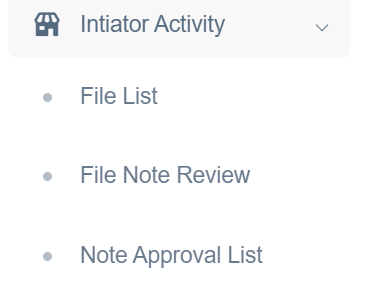 Intiator Activity
File List
File Note Review
Note Approval List